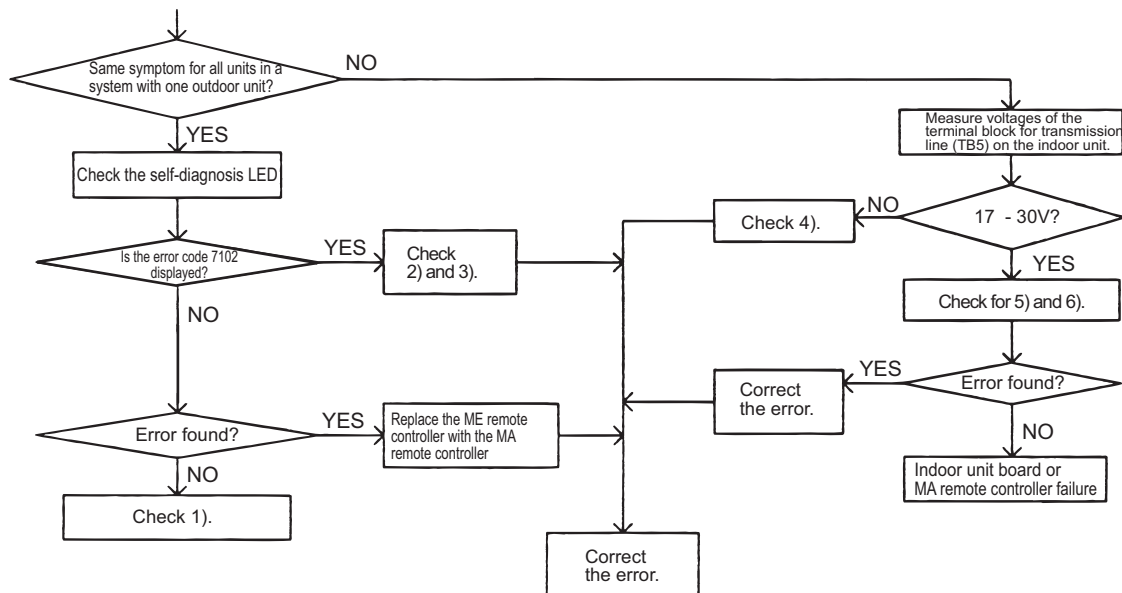 Same symptom for all units in a
system with one outdoor unit?
NO
YES
Measure voltages of the
terminal block for transmission
line (TB5) on the indoor unit.
Check the self-diagnosis LED
17 - 30V?
NO
Check 4).
YES
Is the error code 7102
displayed?
YES
Check
2) and 3).
NO
Check for 5) and 6).
Error found?
YES
Correct
the error.
NO
Indoor unit board or
MA remote controller failure
Error found?
YES
Replace the ME remote
controller with the MA
remote controller
NO
Check 1).
Correct
the error.